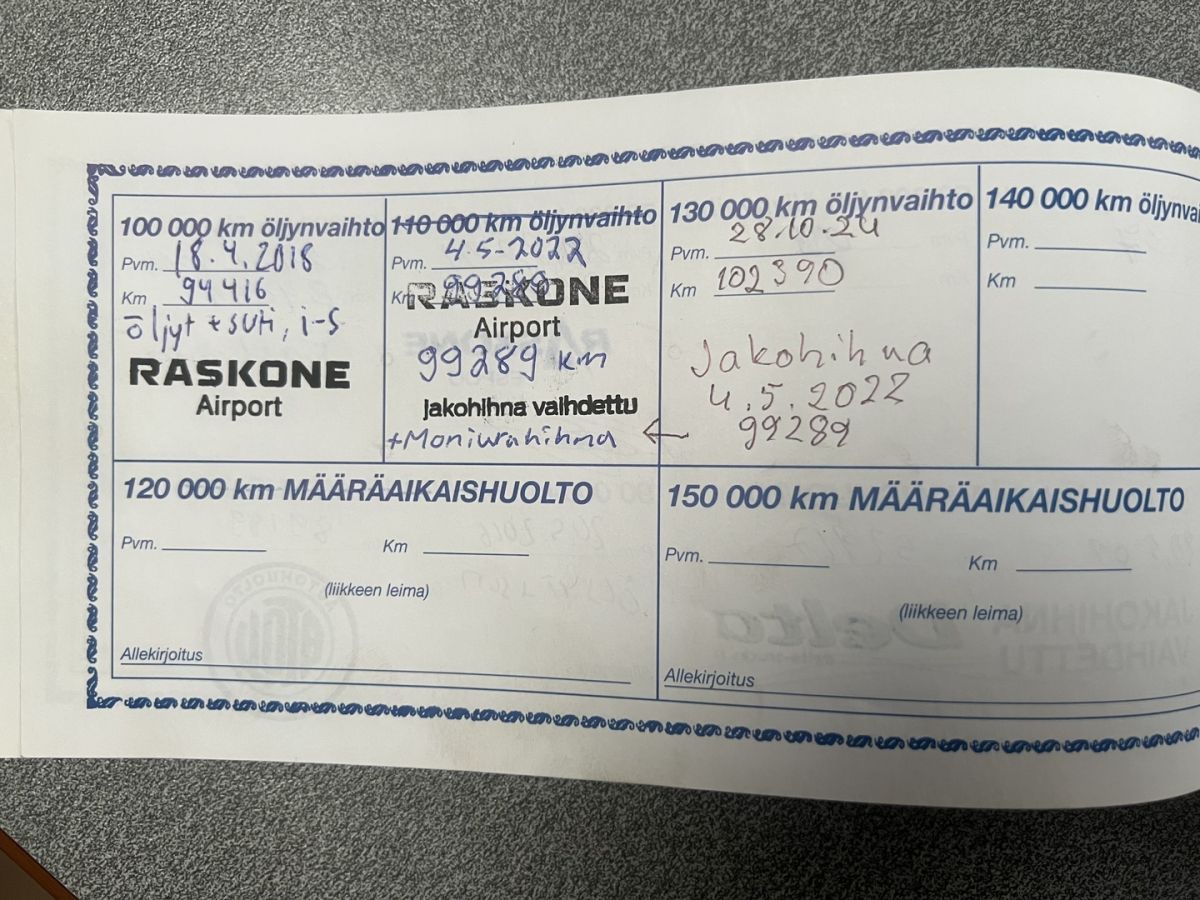 100 000 km öljynvaihto
Pvm. 18.4.2018
Km 94416
öljyt + suti, i-s
RASKONE
Airport
110 000 km öljynvaihto
Pvm. 4.5-2022
Km 99289
RASKONE
Airport
99289 km
Jakohihna vaihdettu
+Moniurahihna
130 000 km öljynvaihto
Pvm. 28.10.24
Km 102390
Jakohihna
4.5.2022
99289
140 000 km öljynvai
Pvm.
Km
120 000 km MÄÄRÄAIKAISHUOLTO
Pvm. Km
(liikkeen leima)
Allekirjoitus
150 000 km MÄÄRÄAIKAISHUOLTO
Pvm. Km
(liikkeen leima)
Allekirjoitus